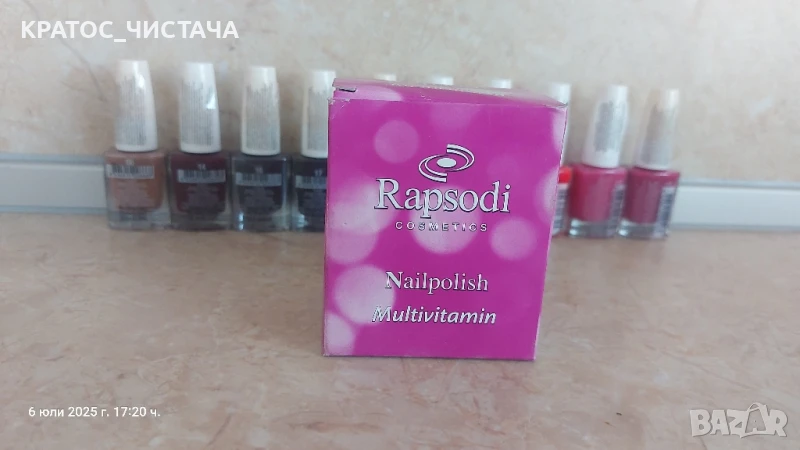 КРАТОС_ЧИСТАЧА
Rapsodi
COSMETICS
Nailpolish
Multivitamin
6 юли 2025 г. 17:20 ч.
BAZAR